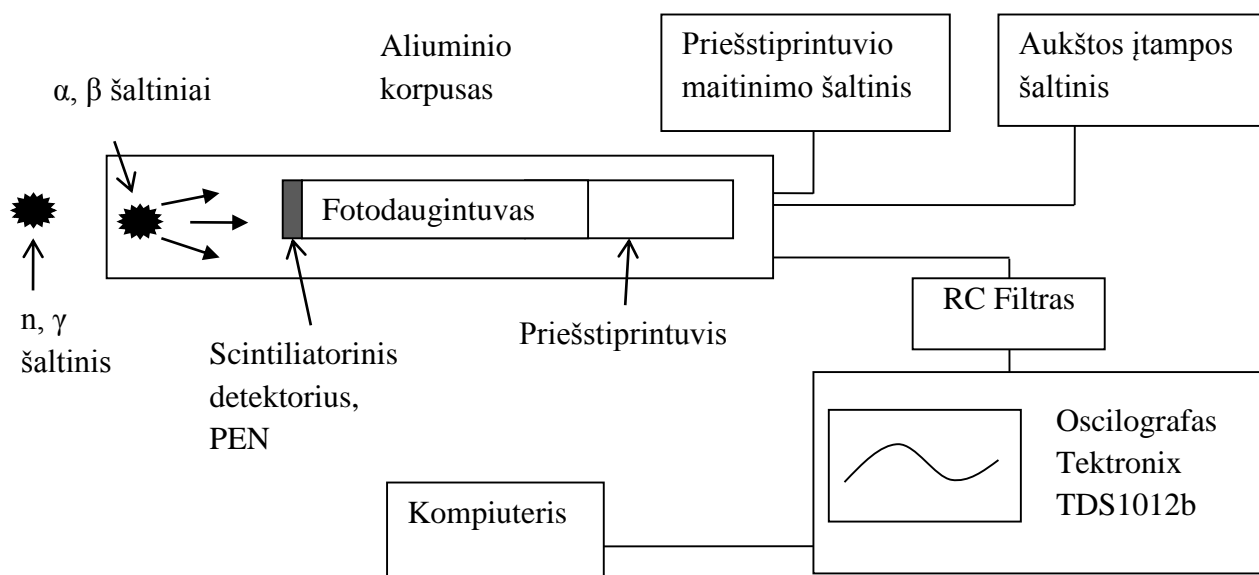 Aliuminio
korpusas
Priešstiprintuvio
maitinimo šaltinis
Aukštos įtampos
šaltinis
α, β šaltiniai
Fotodaugintuvas
n, γ
šaltinis
Scintiliatorinis
detektorius,
PEN
Priešstiprintuvis
RC Filtras
Oscilografas
Tektronix
TDS1012b
Kompiuteris